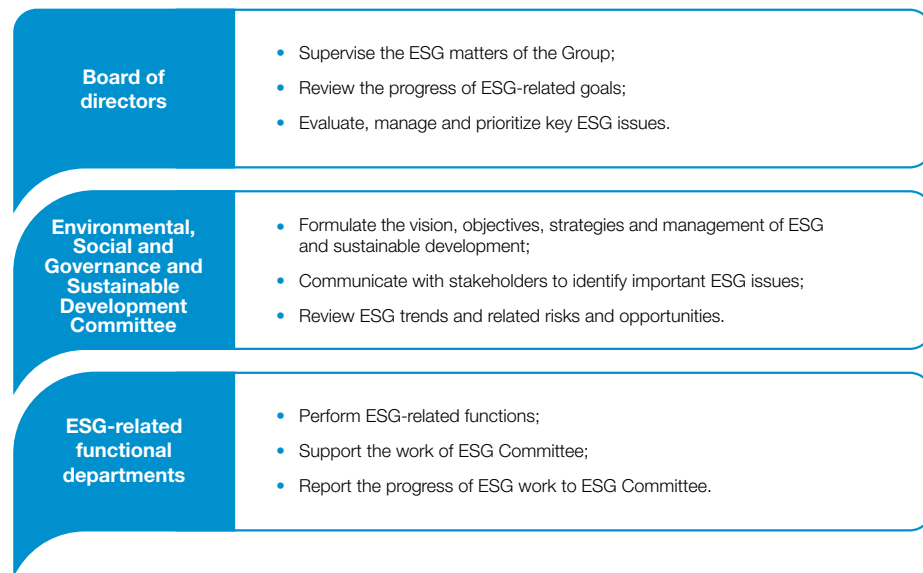 Board of
directors
• Supervise the ESG matters of the Group;
• Review the progress of ESG-related goals;
• Evaluate, manage and prioritize key ESG issues.
Environmental,
Social and
Governance and
Sustainable
Development
Committee
• Formulate the vision, objectives, strategies and management of ESG
and sustainable development;
• Communicate with stakeholders to identify important ESG issues;
• Review ESG trends and related risks and opportunities.
ESG-related
functional
departments
• Perform ESG-related functions;
• Support the work of ESG Committee;
• Report the progress of ESG work to ESG Committee.